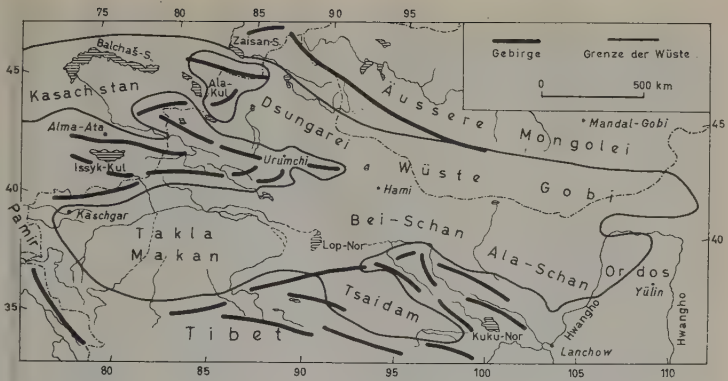 75 80 85 90 95
Balchaš-S.
Zaisan-S.
Gebirge
Grenze der Wüste
0 500 km
45
Kasachstan
Ala-Kul
Äussere Mongolei
Mandal-Gobi
45
Dsungarei
Alma-Ata
Issyk-Kul
Urumchi
Wüste Gobi
Hami
40
Pamir
Kaschgar
Bei-Schan
40
Takla Makan
Lop-Nor
Ala-Schan
Ordos
Yülin
35
Tsaidam
35
Tibet
Kuku-Nor
Hwangho
Hwangho
Lanchow
80 85 90 95 100 105 110